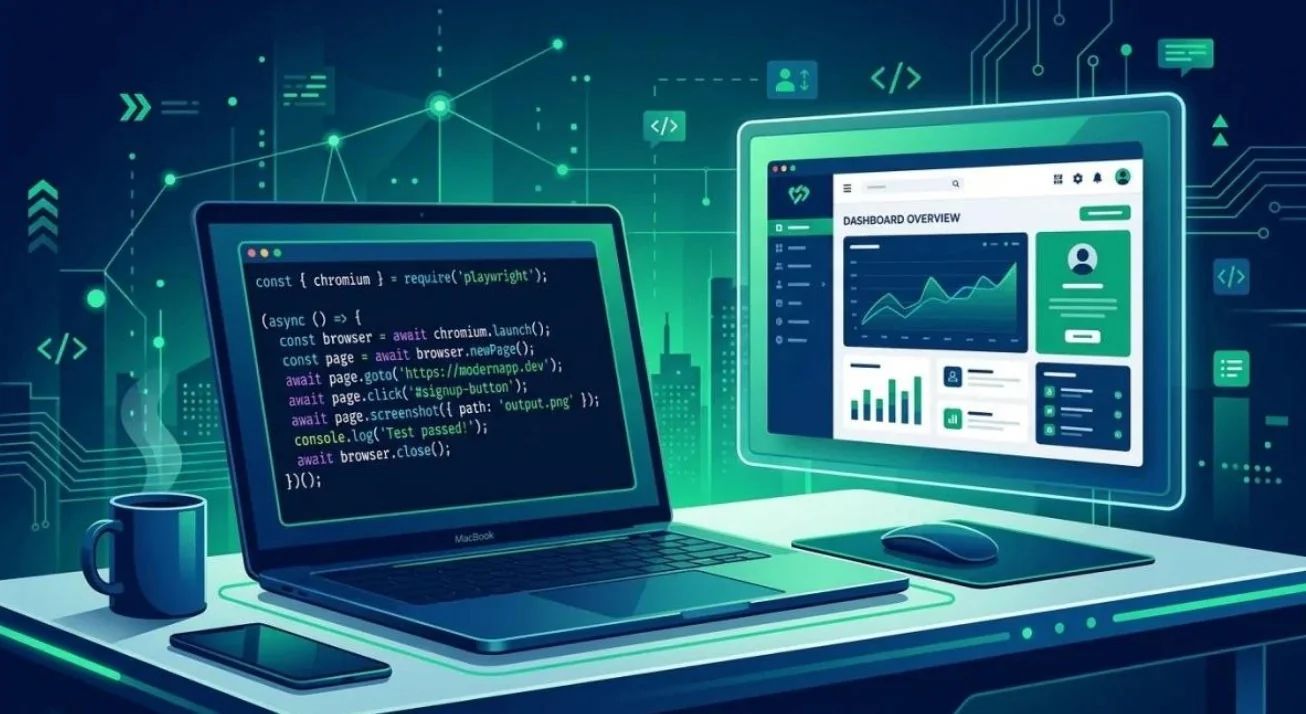 const { chromium } = require('playwright');
(async () => {
const browser = await chromium.launch();
const page = await browser.newPage();
await page.goto('https://modernapp.dev');
await page.click('#signup-button');
await page.screenshot({ path: 'output.png' });
console.log('Test passed!');
await browser.close();
})();
MacBook
DASHBOARD OVERVIEW
</>
</>
</>
</>